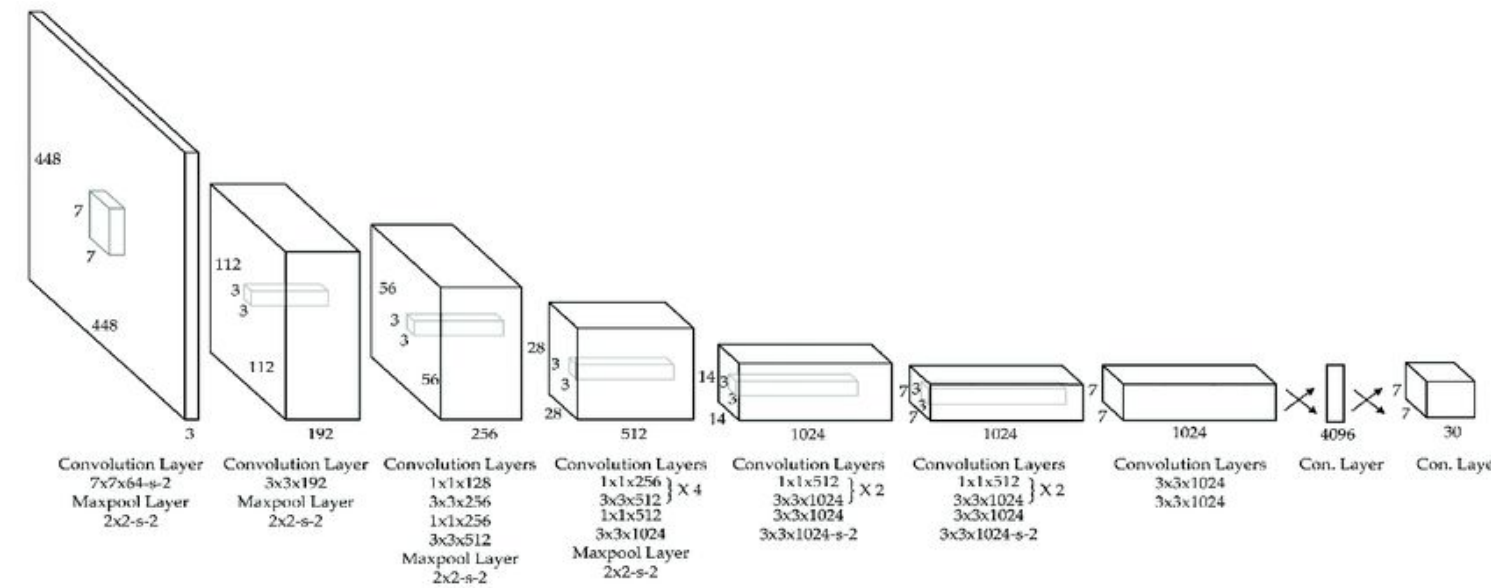 448
7
7
448
3
Convolution Layer
7x7x64-s-2
Maxpool Layer
2x2-s-2
112
3
3
112
192
Convolution Layer
3x3x192
Maxpool Layer
2x2-s-2
56
3
3
56
256
Convolution Layers
1x1x128
3x3x256
1x1x256
3x3x512
Maxpool Layer
2x2-s-2
28
3
3
28
512
Convolution Layers
1x1x256
3x3x512 } X 4
1x1x512
3x3x1024
Maxpool Layer
2x2-s-2
14
3
3
14
1024
Convolution Layers
1x1x512
3x3x1024 } X 2
3x3x1024
3x3x1024-s-2
7
3
3
7
1024
Convolution Layers
1x1x512
3x3x1024 } X 2
3x3x1024
3x3x1024-s-2
7
7
1024
Convolution Layers
3x3x1024
3x3x1024
4096
Con. Layer
7
7
30
Con. Laye